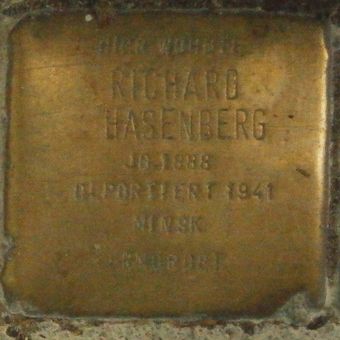 HIER WOHNTE
RICHARD
HASENBERG
JG. 1888
DEPORTIERT 1941
MINSK
ERMORDET